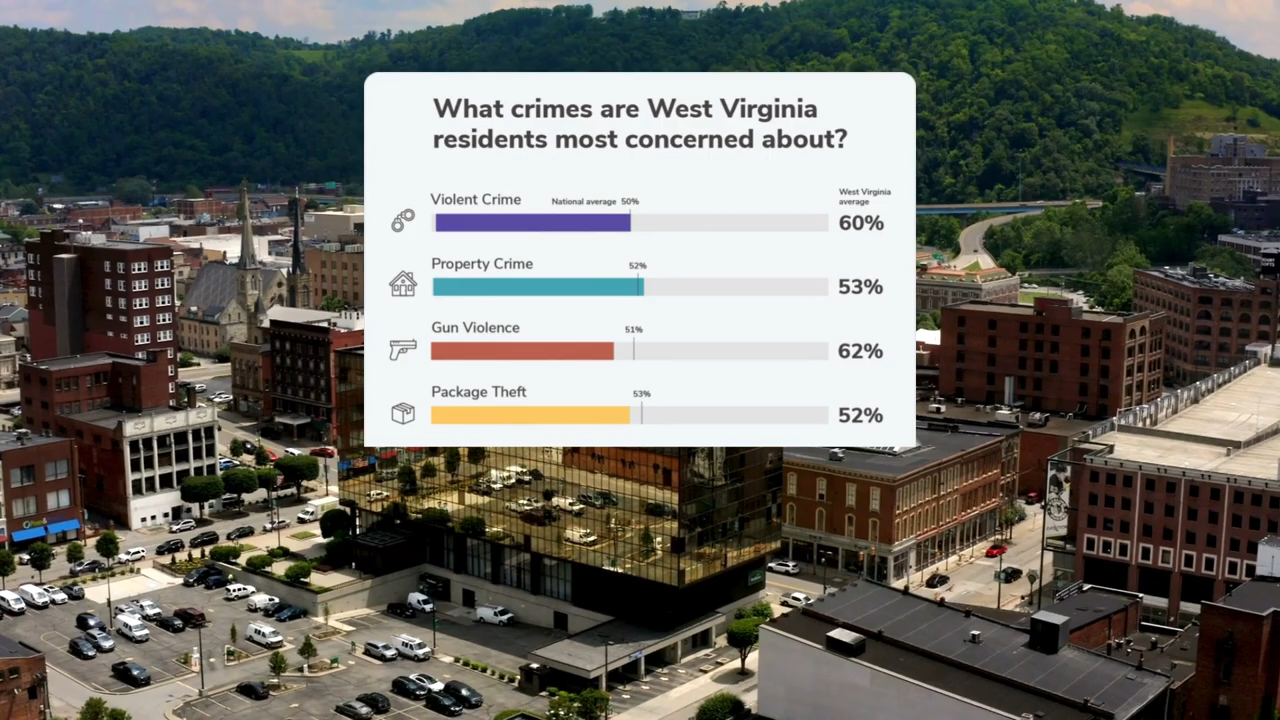 What crimes are West Virginia
residents most concerned about?
West Virginia
average
Violent Crime National average 50%
60%
Property Crime 52%
53%
Gun Violence 51%
62%
Package Theft 53%
52%